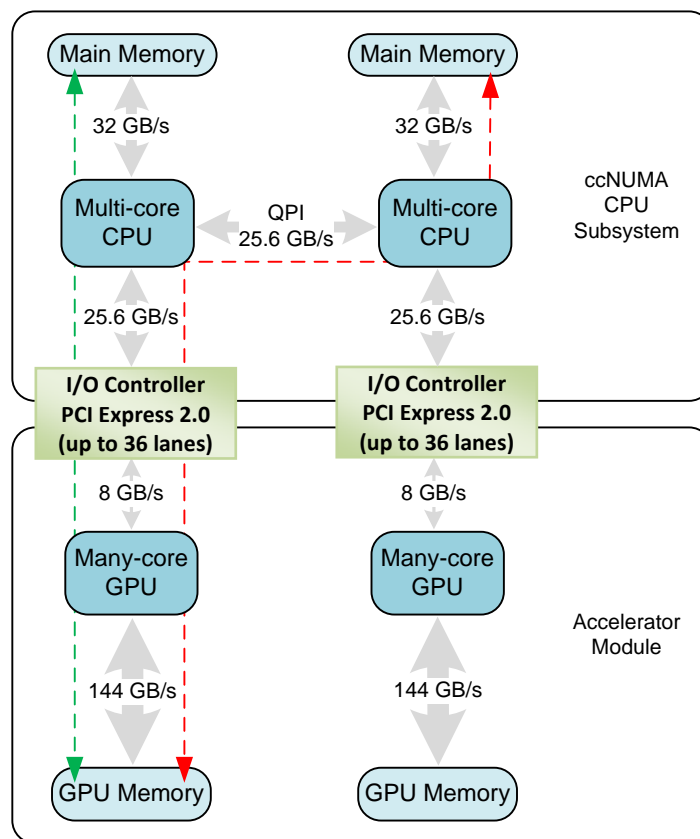 Main Memory
Main Memory
32 GB/s
32 GB/s
Multi-core
CPU
QPI
25.6 GB/s
Multi-core
CPU
ccNUMA
CPU
Subsystem
25.6 GB/s
25.6 GB/s
I/O Controller
PCI Express 2.0
(up to 36 lanes)
I/O Controller
PCI Express 2.0
(up to 36 lanes)
8 GB/s
8 GB/s
Many-core
GPU
Many-core
GPU
Accelerator
Module
144 GB/s
144 GB/s
GPU Memory
GPU Memory